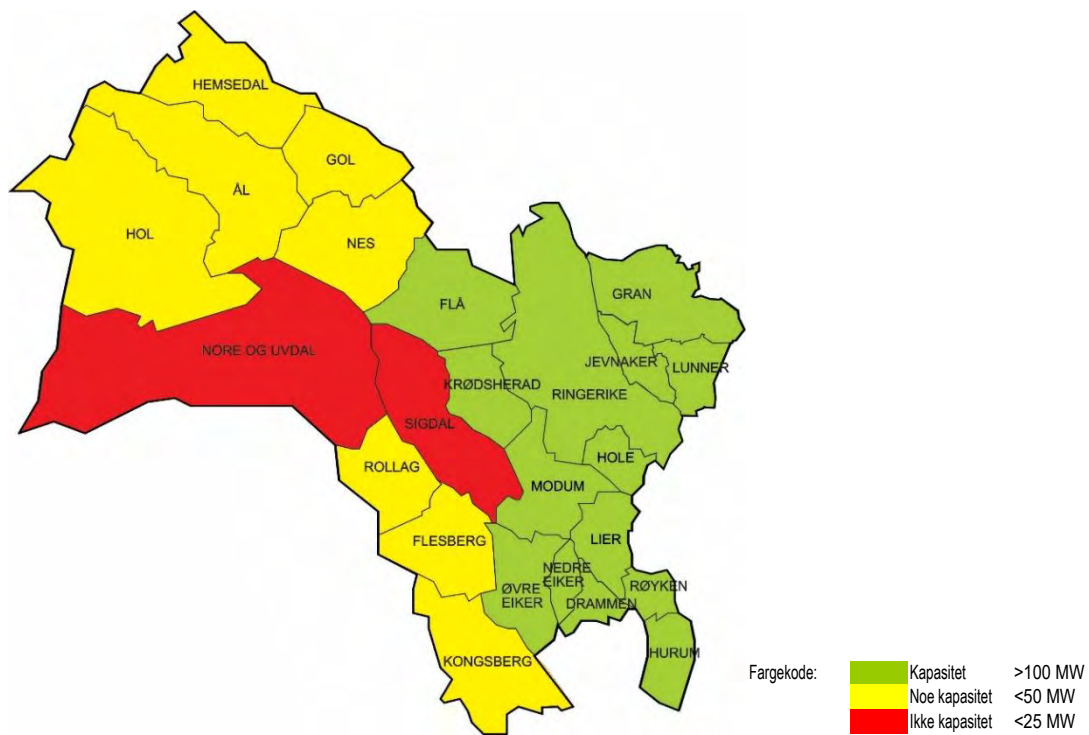 HEMSEDAL
GOL
ÅL
HOL
NES
FLÅ
GRAN
NORE OG UVDAL
JEVNAKER
LUNNER
KRØDSHERAD
RINGERIKE
SIGDAL
HOLE
ROLLAG
MODUM
FLESBERG
LIER
NEDRE
EIKER
ØVRE
EIKER
RØYKEN
DRAMMEN
HURUM
KONGSBERG
Fargekode:
Kapasitet >100 MW
Noe kapasitet <50 MW
Ikke kapasitet <25 MW